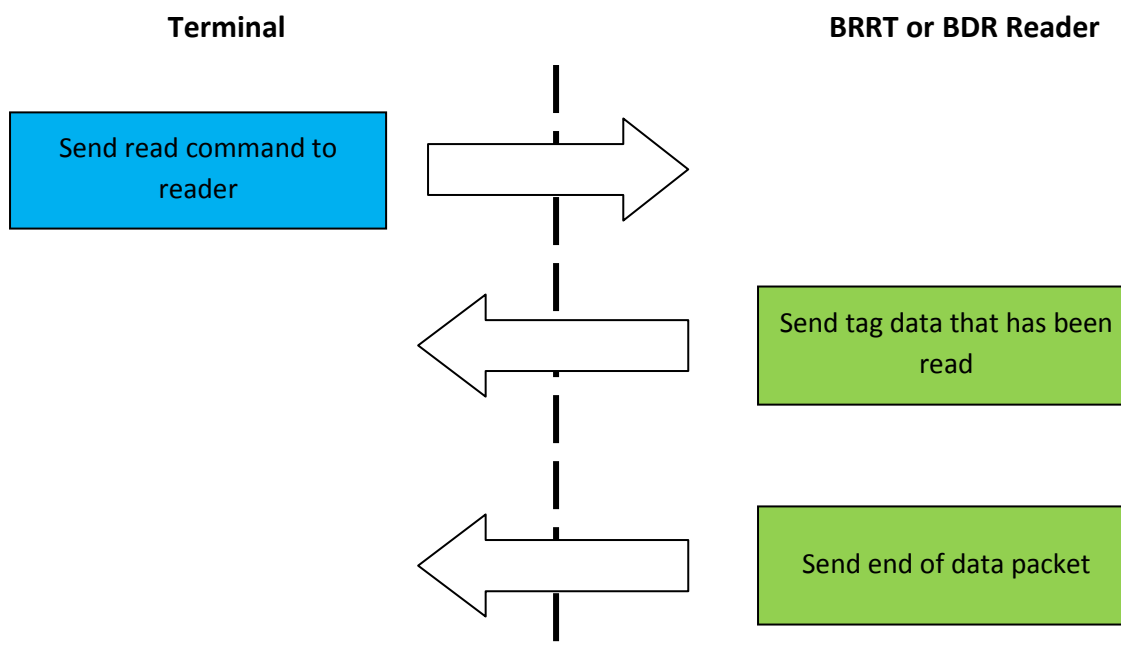 Terminal
BRRT or BDR Reader
Send read command to
reader
Send tag data that has been
read
Send end of data packet